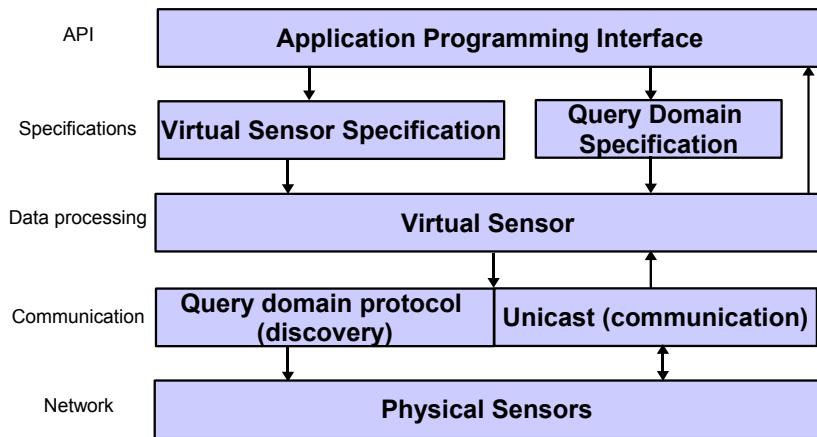 API
Application Programming Interface
Specifications
Virtual Sensor Specification
Query Domain
Specification
Data processing
Virtual Sensor
Communication
Query domain protocol
(discovery)
Unicast (communication)
Network
Physical Sensors